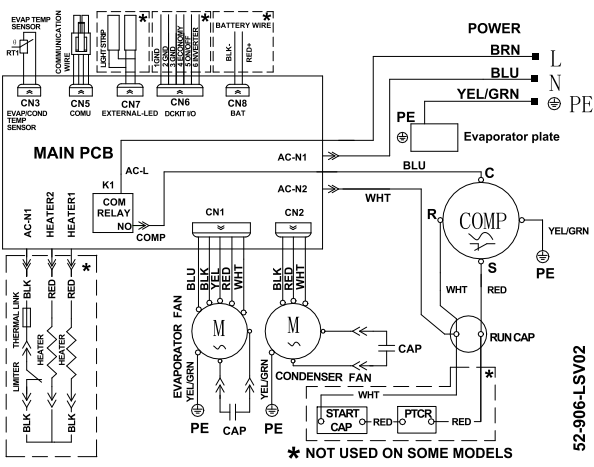 EVAP TEMP
SENSOR
RT1
COMMUNICATION
WIRE
LIGHT STRIP
*
1GND
2 GND
3 GND
4 ECONOMY
5 ON/OFF
6 INVERTER
*
BATTERY WIRE
*
BLK-
RED+
POWER
BRN
L
BLU
N
YEL/GRN
PE
PE
Evaporator plate
CN3
EVAP/COND
TEMP
SENSOR
CN5
COMU
CN7
EXTERNAL-LED
CN6
DCKIT I/O
CN8
BAT
MAIN PCB
AC-L
AC-N1
AC-N2
BLU
WHT
K1
COM
RELAY
NO
COMP
AC-N1
HEATER2
HEATER1
CN1
CN2
C
R
COMP
S
YEL/GRN
PE
BLU
BLK
YEL
RED
WHT
BLK
RED
WHT
WHT
RED
*
BLK
RED
RED
THERMAL LINK
LIMITER
HEATER
HEATER
BLK
RED
BLK
EVAPORATOR FAN
M
YEL/GRN
PE
CAP
M
YEL/GRN
PE
CAP
CONDENSER FAN
RUN CAP
*
WHT
START
CAP
RED
PTCR
RED
* NOT USED ON SOME MODELS
52-906-LSV02